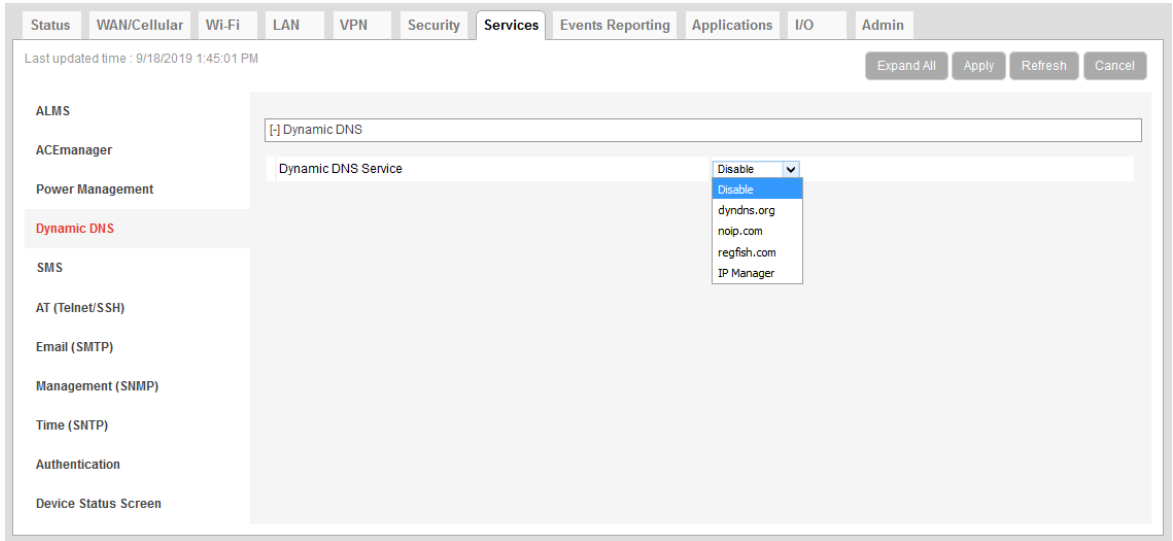 Status WAN/Cellular Wi-Fi LAN VPN Security Services Events Reporting Applications I/O Admin
Last updated time : 9/18/2019 1:45:01 PM
Expand All Apply Refresh Cancel
ALMS
ACEmanager
Power Management
Dynamic DNS
SMS
AT (Telnet/SSH)
Email (SMTP)
Management (SNMP)
Time (SNTP)
Authentication
Device Status Screen
[-] Dynamic DNS
Dynamic DNS Service Disable
Disable
dyndns.org
noip.com
regfish.com
IP Manager